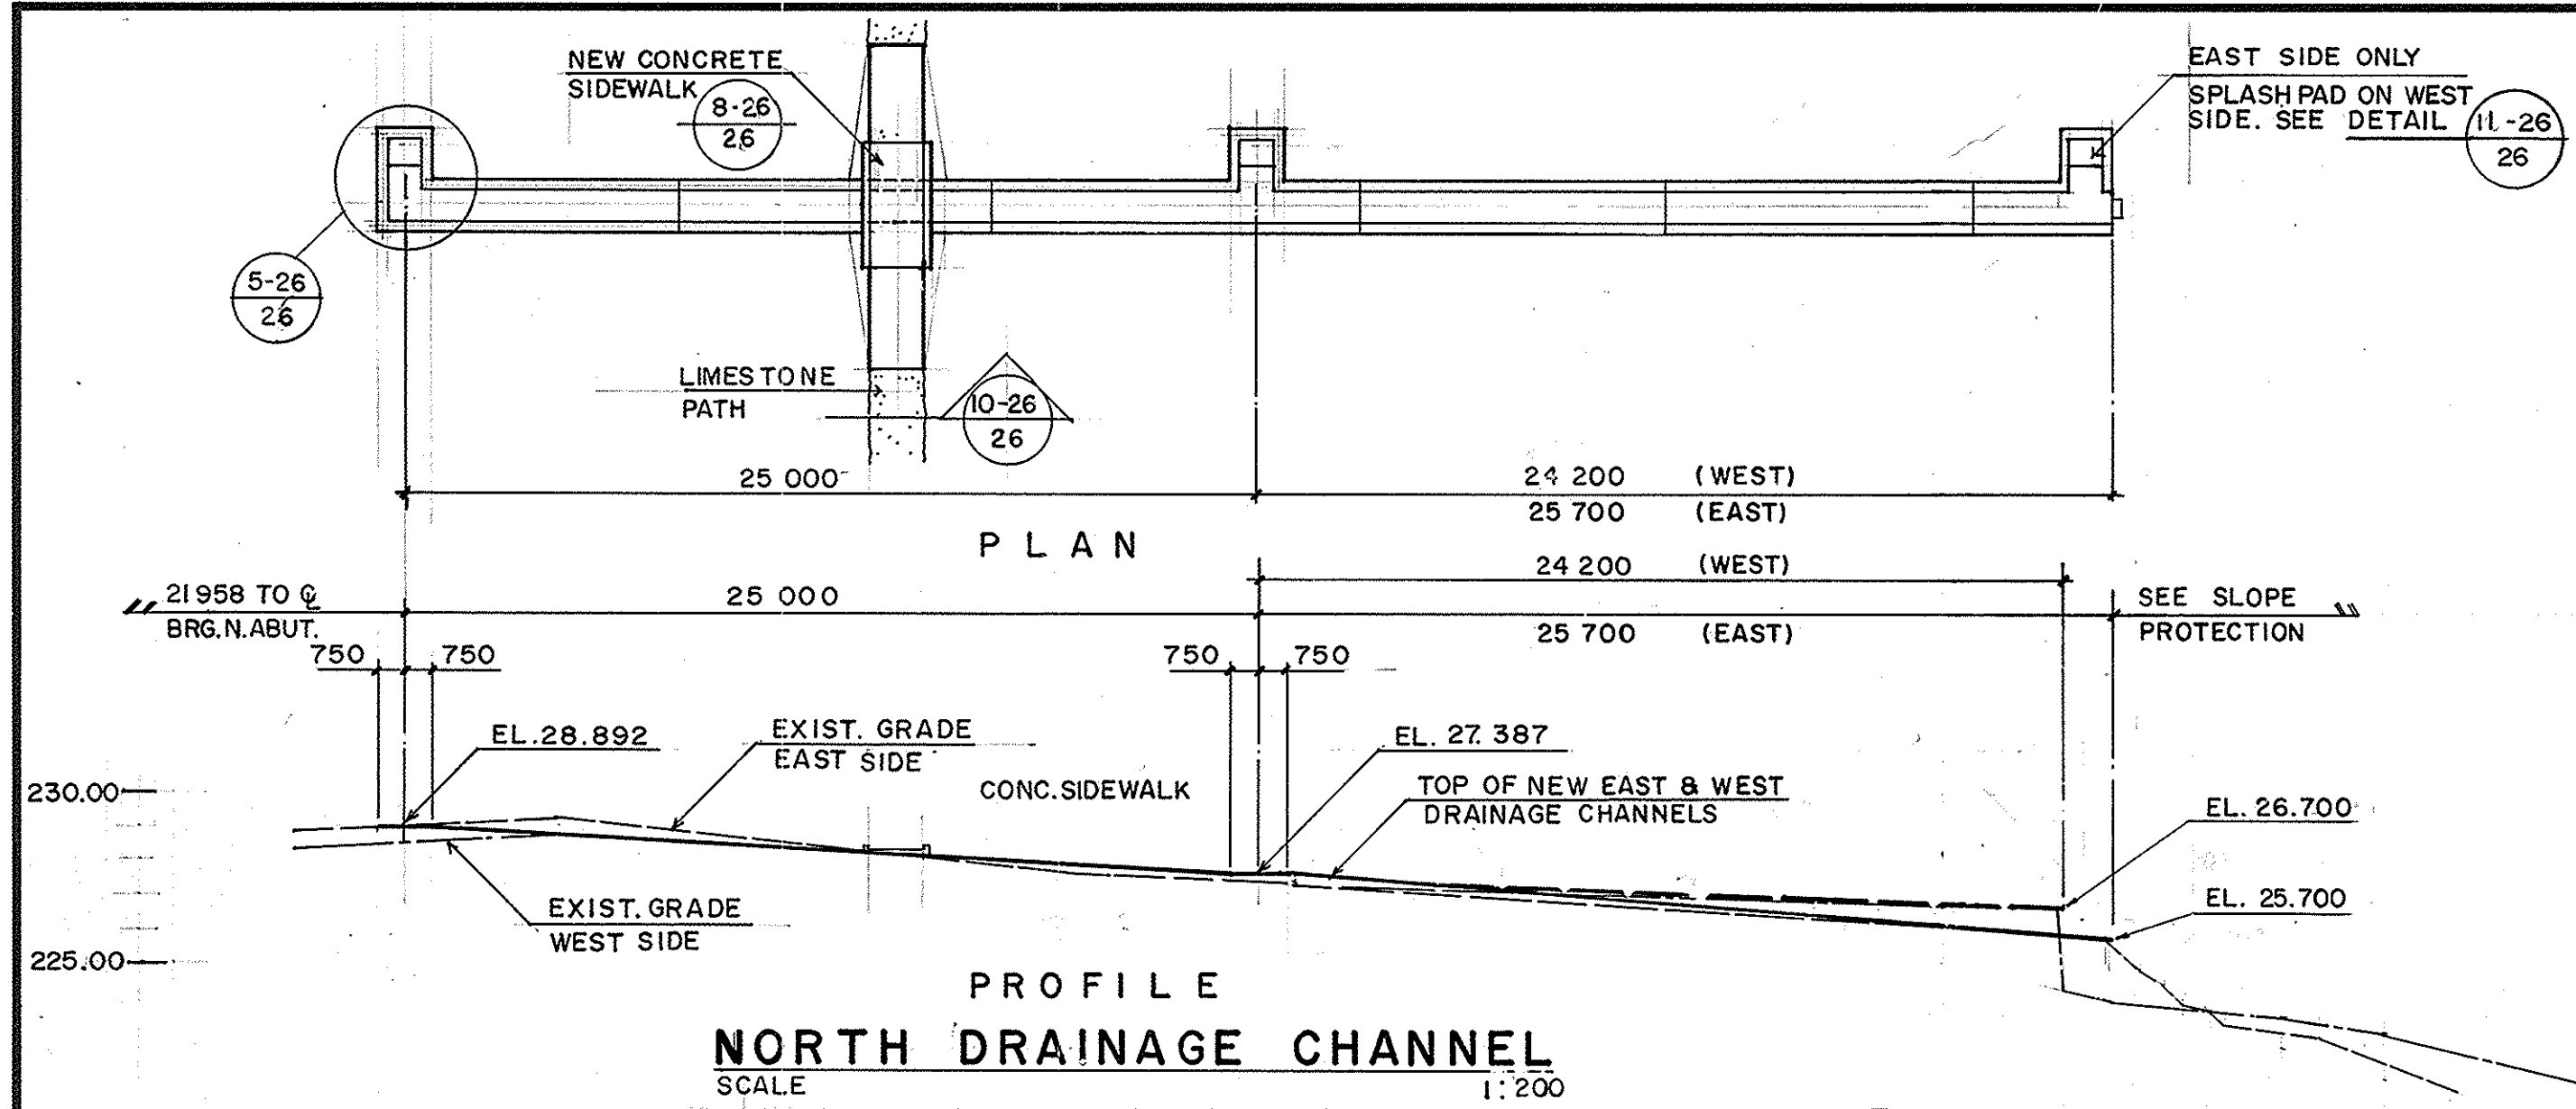 NEW CONCRETE
SIDEWALK
8-26
26
EAST SIDE ONLY
SPLASH PAD ON WEST
SIDE. SEE DETAIL
11-26
26
5-26
26
LIMESTONE
PATH
10-26
26
25 000
24 200 (WEST)
25 700 (EAST)
PLAN
24 200 (WEST)
21958 TO ℄
BRG.N.ABUT.
25 000
25 700 (EAST)
SEE SLOPE
PROTECTION
750 750
750 750
EL.28.892
EXIST. GRADE
EAST SIDE
CONC.SIDEWALK
EL. 27.387
TOP OF NEW EAST & WEST
DRAINAGE CHANNELS
EL. 26.700
230.00
EXIST. GRADE
WEST SIDE
EL. 25.700
225.00
PROFILE
NORTH DRAINAGE CHANNEL
SCALE 1:200